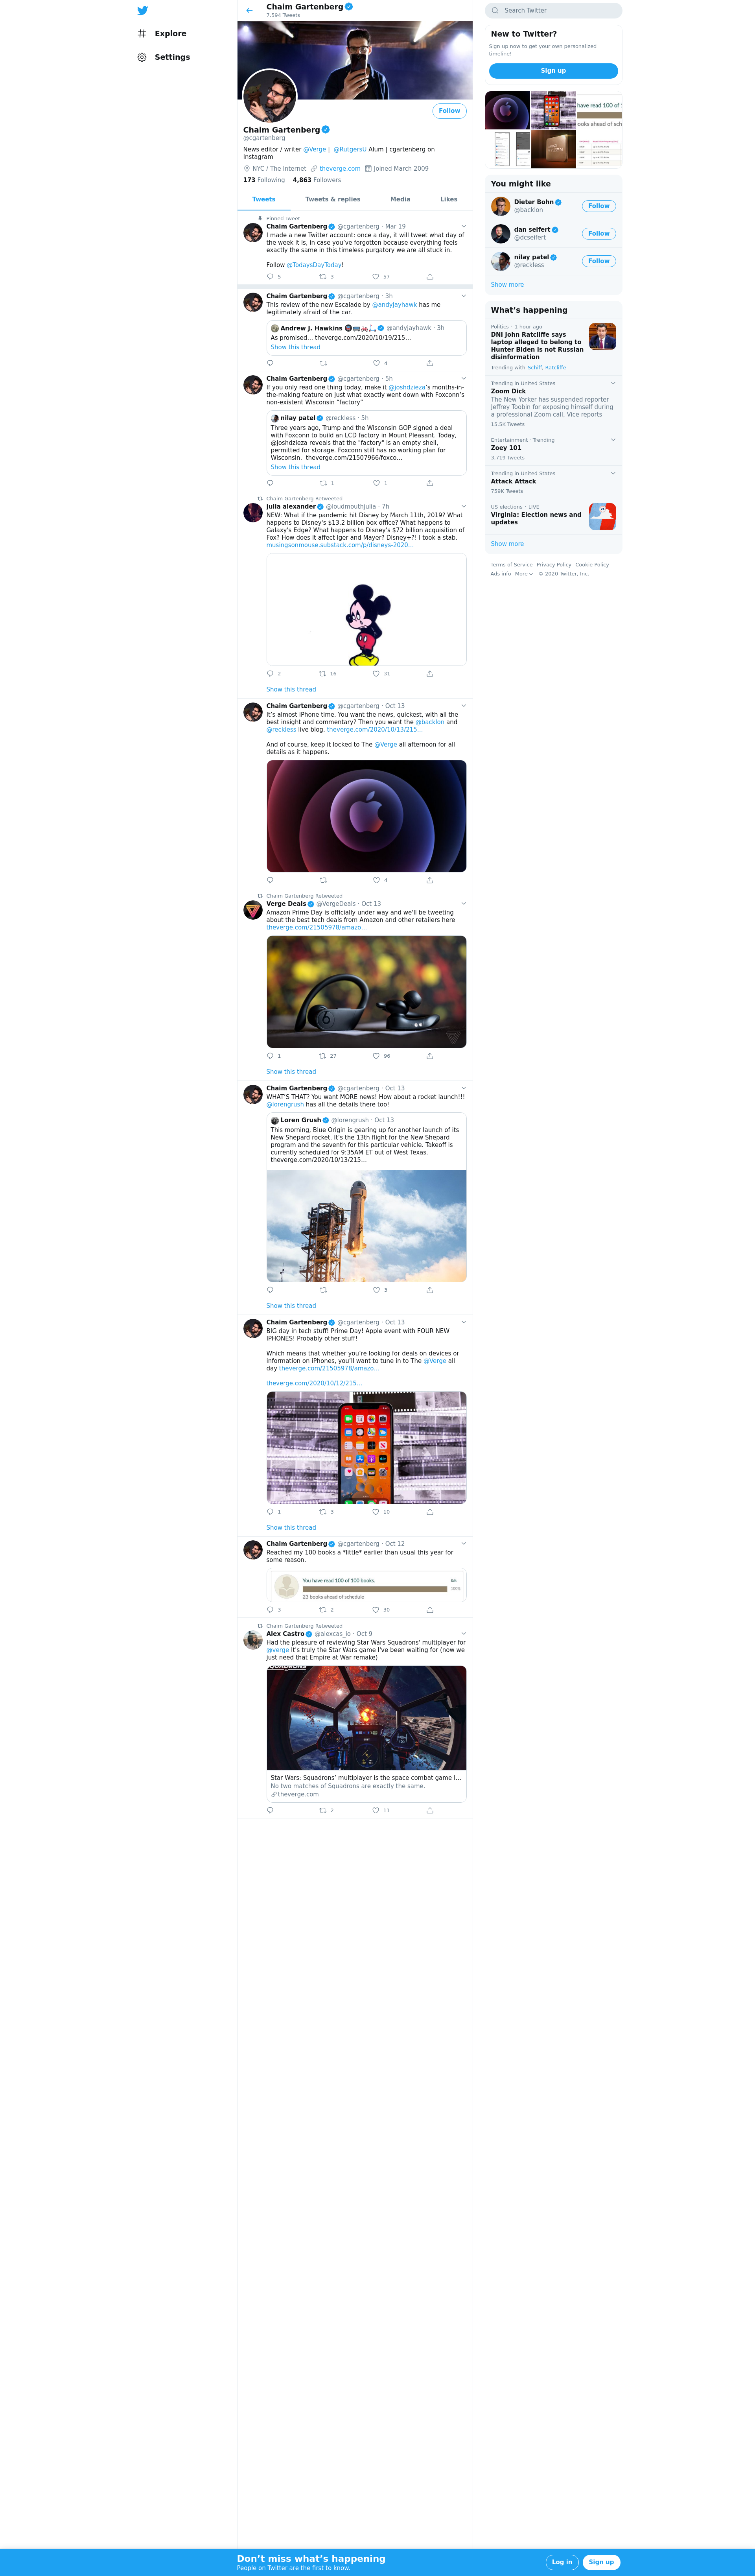 Explore
Settings
Chaim Gartenberg
7,594 Tweets
Follow
Chaim Gartenberg
@cgartenberg
News editor / writer @Verge | @RutgersU Alum | cgartenberg on
Instagram
NYC / The Internet theverge.com Joined March 2009
173 Following 4,863 Followers
Tweets Tweets & replies Media Likes
Pinned Tweet
Chaim Gartenberg @cgartenberg · Mar 19
I made a new Twitter account: once a day, it will tweet what day of
the week it is, in case you've forgotten because everything feels
exactly the same in this timeless purgatory we are all stuck in.
Follow @TodaysDayToday!
5 3 57
Chaim Gartenberg @cgartenberg · 3h
This review of the new Escalade by @andyjayhawk has me
legitimately afraid of the car.
Andrew J. Hawkins @andyjayhawk · 3h
As promised... theverge.com/2020/10/19/215…
Show this thread
4
Chaim Gartenberg @cgartenberg · 5h
If you only read one thing today, make it @joshdzieza's months-in-
the-making feature on just what exactly went down with Foxconn's
non-existent Wisconsin "factory"
nilay patel @reckless · 5h
Three years ago, Trump and the Wisconsin GOP signed a deal
with Foxconn to build an LCD factory in Mount Pleasant. Today,
@joshdzieza reveals that the "factory" is an empty shell,
permitted for storage. Foxconn still has no working plan for
Wisconsin. theverge.com/21507966/foxco…
Show this thread
1 1
Chaim Gartenberg Retweeted
julia alexander @loudmouthjulia · 7h
NEW: What if the pandemic hit Disney by March 11th, 2019? What
happens to Disney's $13.2 billion box office? What happens to
Galaxy's Edge? What happens to Disney's $72 billion acquisition of
Fox? How does it affect Iger and Mayer? Disney+?! I took a stab.
musingsonmouse.substack.com/p/disneys-2020…
2 16 31
Show this thread
Chaim Gartenberg @cgartenberg · Oct 13
It's almost iPhone time. You want the news, quickest, with all the
best insight and commentary? Then you want the @backlon and
@reckless live blog. theverge.com/2020/10/13/215…
And of course, keep it locked to The @Verge all afternoon for all
details as it happens.
4
Chaim Gartenberg Retweeted
Verge Deals @VergeDeals · Oct 13
Amazon Prime Day is officially under way and we'll be tweeting
about the best tech deals from Amazon and other retailers here
theverge.com/21505978/amazo…
1 27 96
Show this thread
Chaim Gartenberg @cgartenberg · Oct 13
WHAT'S THAT? You want MORE news! How about a rocket launch!!!
@lorengrush has all the details there too!
Loren Grush @lorengrush · Oct 13
This morning, Blue Origin is gearing up for another launch of its
New Shepard rocket. It's the 13th flight for the New Shepard
program and the seventh for this particular vehicle. Takeoff is
currently scheduled for 9:35AM ET out of West Texas.
theverge.com/2020/10/13/215…
3
Show this thread
Chaim Gartenberg @cgartenberg · Oct 13
BIG day in tech stuff! Prime Day! Apple event with FOUR NEW
IPHONES! Probably other stuff!
Which means that whether you're looking for deals on devices or
information on iPhones, you'll want to tune in to The @Verge all
day theverge.com/21505978/amazo…
theverge.com/2020/10/12/215…
1 3 10
Show this thread
Chaim Gartenberg @cgartenberg · Oct 12
Reached my 100 books a *little* earlier than usual this year for
some reason.
You have read 100 of 100 books.
100%
22 books ahead of schedule
3 2 30
Chaim Gartenberg Retweeted
Alex Castro @alexcas_io · Oct 9
Had the pleasure of reviewing Star Wars Squadrons' multiplayer for
@verge It's truly the Star Wars game I've been waiting for (now we
just need that Empire at War remake)
SQUADRONS
Star Wars: Squadrons' multiplayer is the space combat game I…
No two matches of Squadrons are exactly the same.
theverge.com
2 11
Search Twitter
New to Twitter?
Sign up now to get your own personalized
timeline!
Sign up
have read 100 of
books ahead of sch
You might like
Dieter Bohn
@backlon
Follow
dan seifert
@dcseifert
Follow
nilay patel
@reckless
Follow
Show more
What's happening
Politics · 1 hour ago
DNI John Ratcliffe says
laptop alleged to belong to
Hunter Biden is not Russian
disinformation
Trending with Schiff, Ratcliffe
Trending in United States
Zoom Dick
The New Yorker has suspended reporter
Jeffrey Toobin for exposing himself during
a professional Zoom call, Vice reports
15.5K Tweets
Entertainment · Trending
Zoey 101
3,719 Tweets
Trending in United States
Attack Attack
759K Tweets
US elections · LIVE
Virginia: Election news and
updates
Show more
Terms of Service Privacy Policy Cookie Policy
Ads info More © 2020 Twitter, Inc.
Don't miss what's happening
People on Twitter are the first to know.
Log in
Sign up